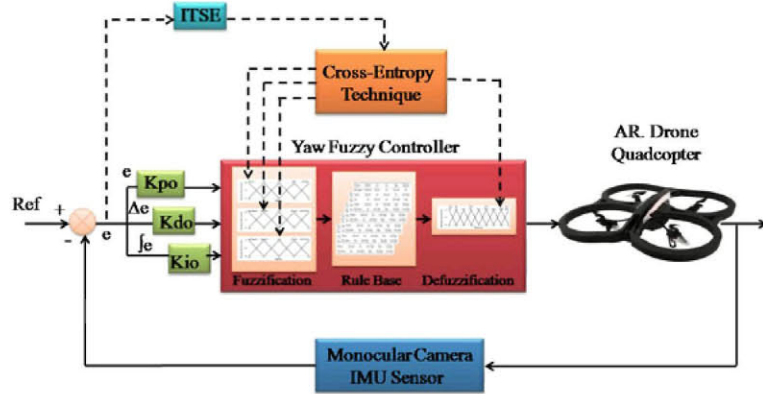 ITSE
Cross-Entropy
Technique
Yaw Fuzzy Controller
AR. Drone
Quadcopter
Ref
+
-
e
e
Δe
∫e
Kpo
Kdo
Kio
Fuzzification
Rule Base
Defuzzification
Monocular Camera
IMU Sensor